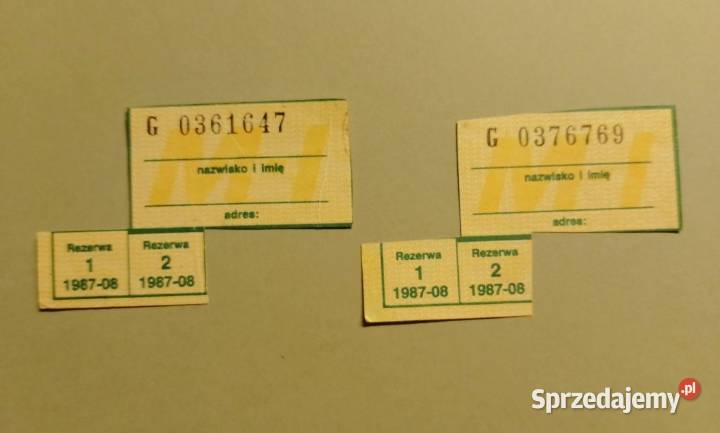 G 0361647
M I
nazwisko i imię
adres:
Rezerwa
1
1987-08
Rezerwa
2
1987-08
G 0376769
M I
nazwisko i imię
adres:
Rezerwa
1
1987-08
Rezerwa
2
1987-08
Sprzedajemy.pl